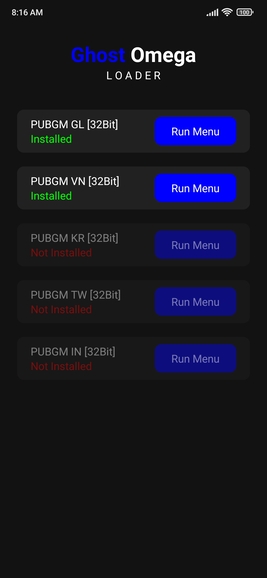 8:16 AM
100
Ghost Omega
LOADER
PUBGM GL [32Bit]
Installed
Run Menu
PUBGM VN [32Bit]
Installed
Run Menu
PUBGM KR [32Bit]
Not Installed
Run Menu
PUBGM TW [32Bit]
Not Installed
Run Menu
PUBGM IN [32Bit]
Not Installed
Run Menu